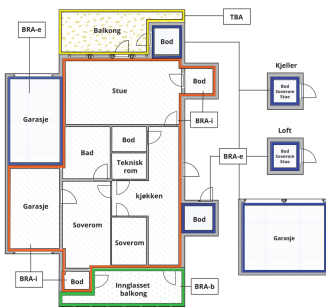 TBA
BRA-e
Balkong
Bod
Kjeller
Stue
Bod
Bod
Soverom
Stue
Garasje
BRA-i
Loft
Bod
Bad
Teknisk
rom
BRA-e
Bod
Soverom
Stue
Garasje
kjøkken
Soverom
Soverom
Bod
Garasje
BRA-i
Bod
Innglasset
balkong
BRA-b